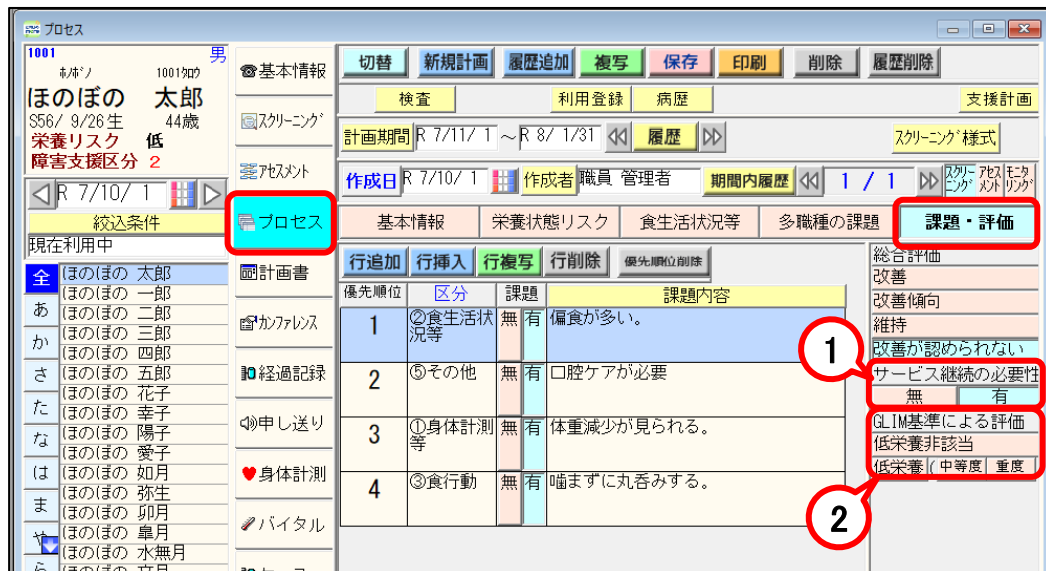 プロセス
1001 男
ﾎﾉﾎﾞﾉ 1001ﾀﾛｳ
ほのぼの 太郎
S56/ 9/26生 44歳
栄養リスク 低
障害支援区分 2
R 7/10/ 1
絞込条件
現在利用中
全
あ
か
さ
た
な
は
ま
や
ら
ほのぼの 太郎
ほのぼの 一郎
ほのぼの 二郎
ほのぼの 三郎
ほのぼの 四郎
ほのぼの 五郎
ほのぼの 花子
ほのぼの 幸子
ほのぼの 陽子
ほのぼの 愛子
ほのぼの 如月
ほのぼの 弥生
ほのぼの 卯月
ほのぼの 皐月
ほのぼの 水無月
ほのぼの 文月
基本情報
ｽｸﾘｰﾆﾝｸﾞ
ｱｾｽﾒﾝﾄ
プロセス
計画書
ｶﾝﾌｧﾚﾝｽ
経過記録
申し送り
身体計測
バイタル
切替 新規計画 履歴追加 複写 保存 印刷 削除 履歴削除
検査 利用登録 病歴 支援計画
計画期間 R 7/11/ 1 ～R 8/ 1/31 履歴 ｽｸﾘｰﾆﾝｸﾞ様式
作成日 R 7/10/ 1 作成者 職員 管理者 期間内履歴 1 / 1 ｽｸﾘｰﾆﾝｸﾞ ｱｾｽﾒﾝﾄ ﾓﾆﾀﾘﾝｸﾞ
基本情報 栄養状態リスク 食生活状況等 多職種の課題 課題・評価
行追加 行挿入 行複写 行削除 優先順位削除
優先順位 区分 課題 課題内容
1 ②食生活状況等 無 有 偏食が多い。
2 ⑤その他 無 有 口腔ケアが必要
3 ①身体計測等 無 有 体重減少が見られる。
4 ③食行動 無 有 噛まずに丸呑みする。
総合評価
改善
改善傾向
維持
改善が認められない
1
サービス継続の必要性
無 有
GLIM基準による評価
低栄養非該当
低栄養 ( 中等度 重度
2